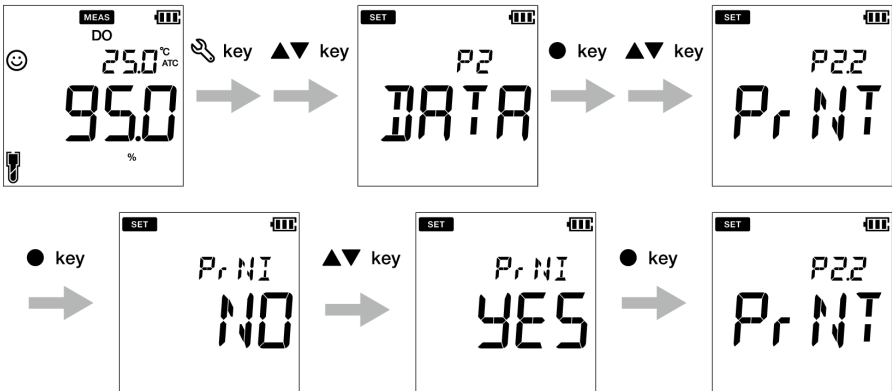 MEAS
DO
25.0 °C
ATC
95.0
%
key
▲▼ key
SET
P2
DATA
● key
▲▼ key
SET
P2.2
PrNT
● key
SET
PrNT
NO
▲▼ key
SET
PrNT
YES
● key
SET
P2.2
PrNT